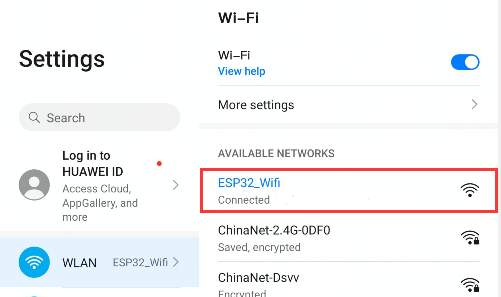 Settings
Search
Log in to
HUAWEI ID
Access Cloud,
AppGallery, and
more
WLAN ESP32_Wifi
Wi-Fi
Wi-Fi
View help
More settings
AVAILABLE NETWORKS
ESP32_Wifi
Connected
ChinaNet-2.4G-0DF0
Saved, encrypted
ChinaNet-Dsvv
Encrypted